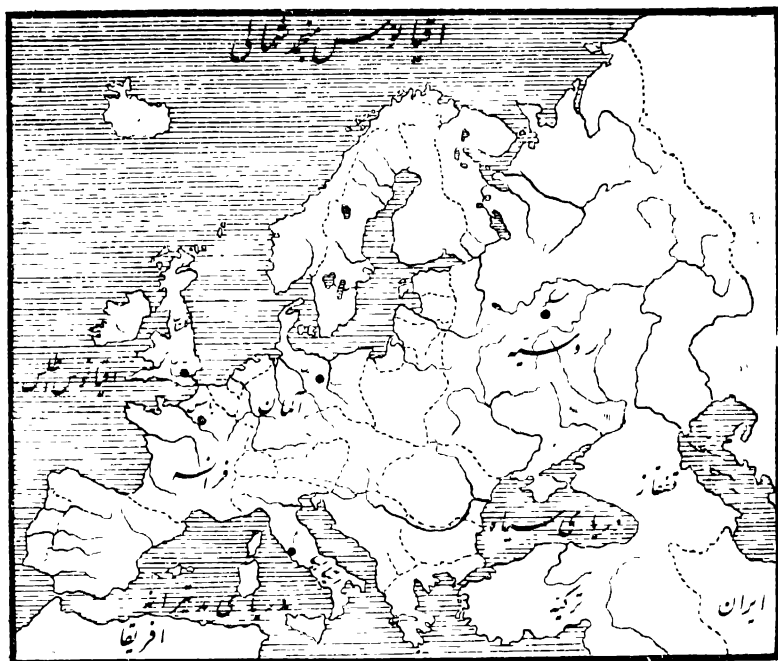 اقیانوس منجمد شمالی
اقیانوس اطلس
روسیه
آلمان
فرانسه
قفقاز
دریای سیاه
دریای مدیترانه
ترکیه
ایران
افریقا